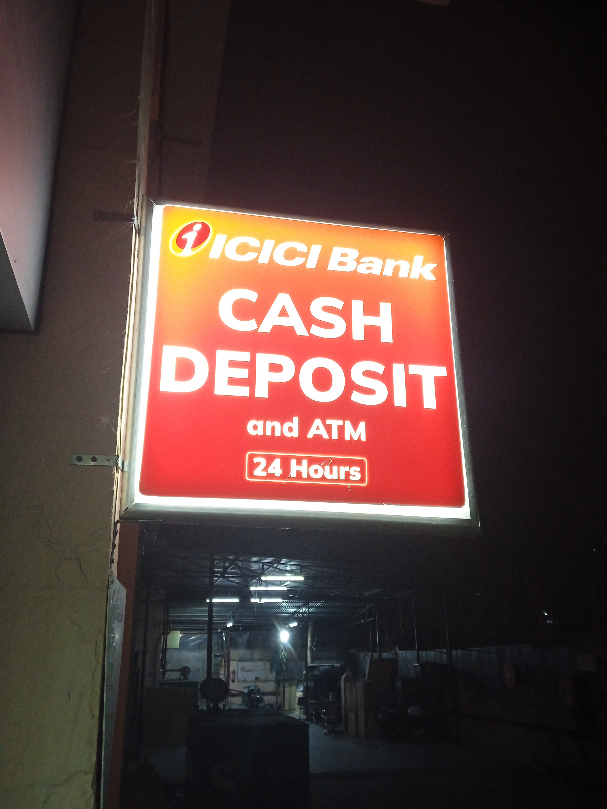 i ICICI Bank
CASH
DEPOSIT
and ATM
24 Hours